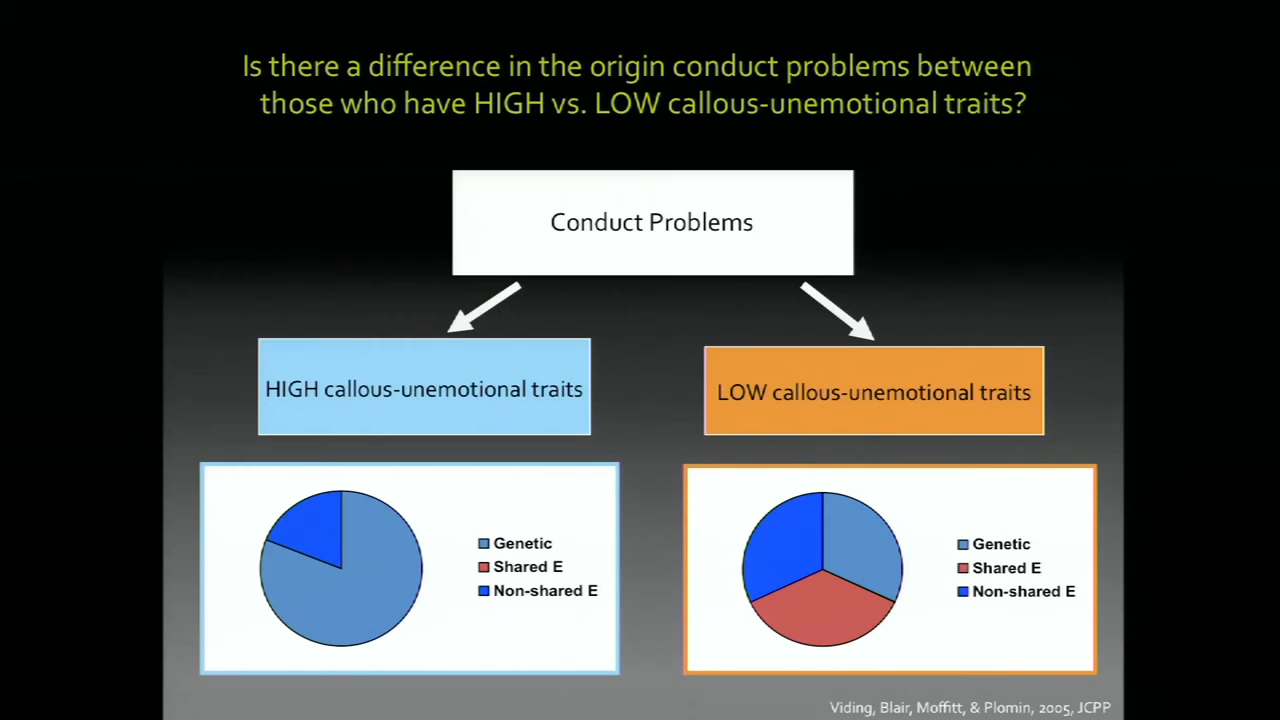 Is there a difference in the origin conduct problems between
those who have HIGH vs. LOW callous-unemotional traits?
Conduct Problems
HIGH callous-unemotional traits
LOW callous-unemotional traits
Genetic
Shared E
Non-shared E
Genetic
Shared E
Non-shared E
Viding, Blair, Moffitt, & Plomin, 2005, JCPP